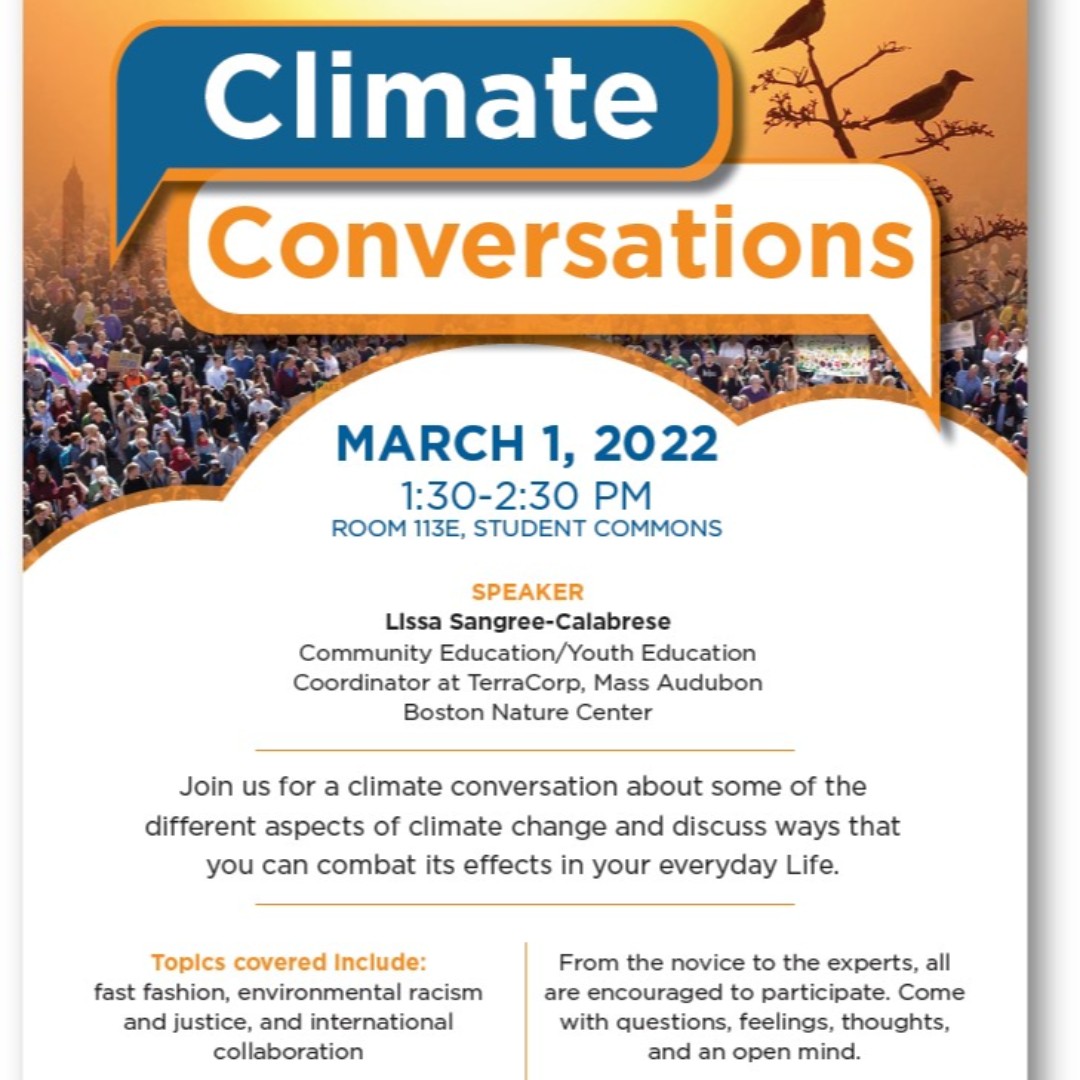 Climate
Conversations
MARCH 1, 2022
1:30-2:30 PM
ROOM 113E, STUDENT COMMONS
SPEAKER
LIssa Sangree-Calabrese
Community Education/Youth Education
Coordinator at TerraCorp, Mass Audubon
Boston Nature Center
Join us for a climate conversation about some of the
different aspects of climate change and discuss ways that
you can combat its effects in your everyday Life.
TopIcs covered Include:
fast fashion, environmental racism
and justice, and international
collaboration
From the novice to the experts, all
are encouraged to participate. Come
with questions, feelings, thoughts,
and an open mind.